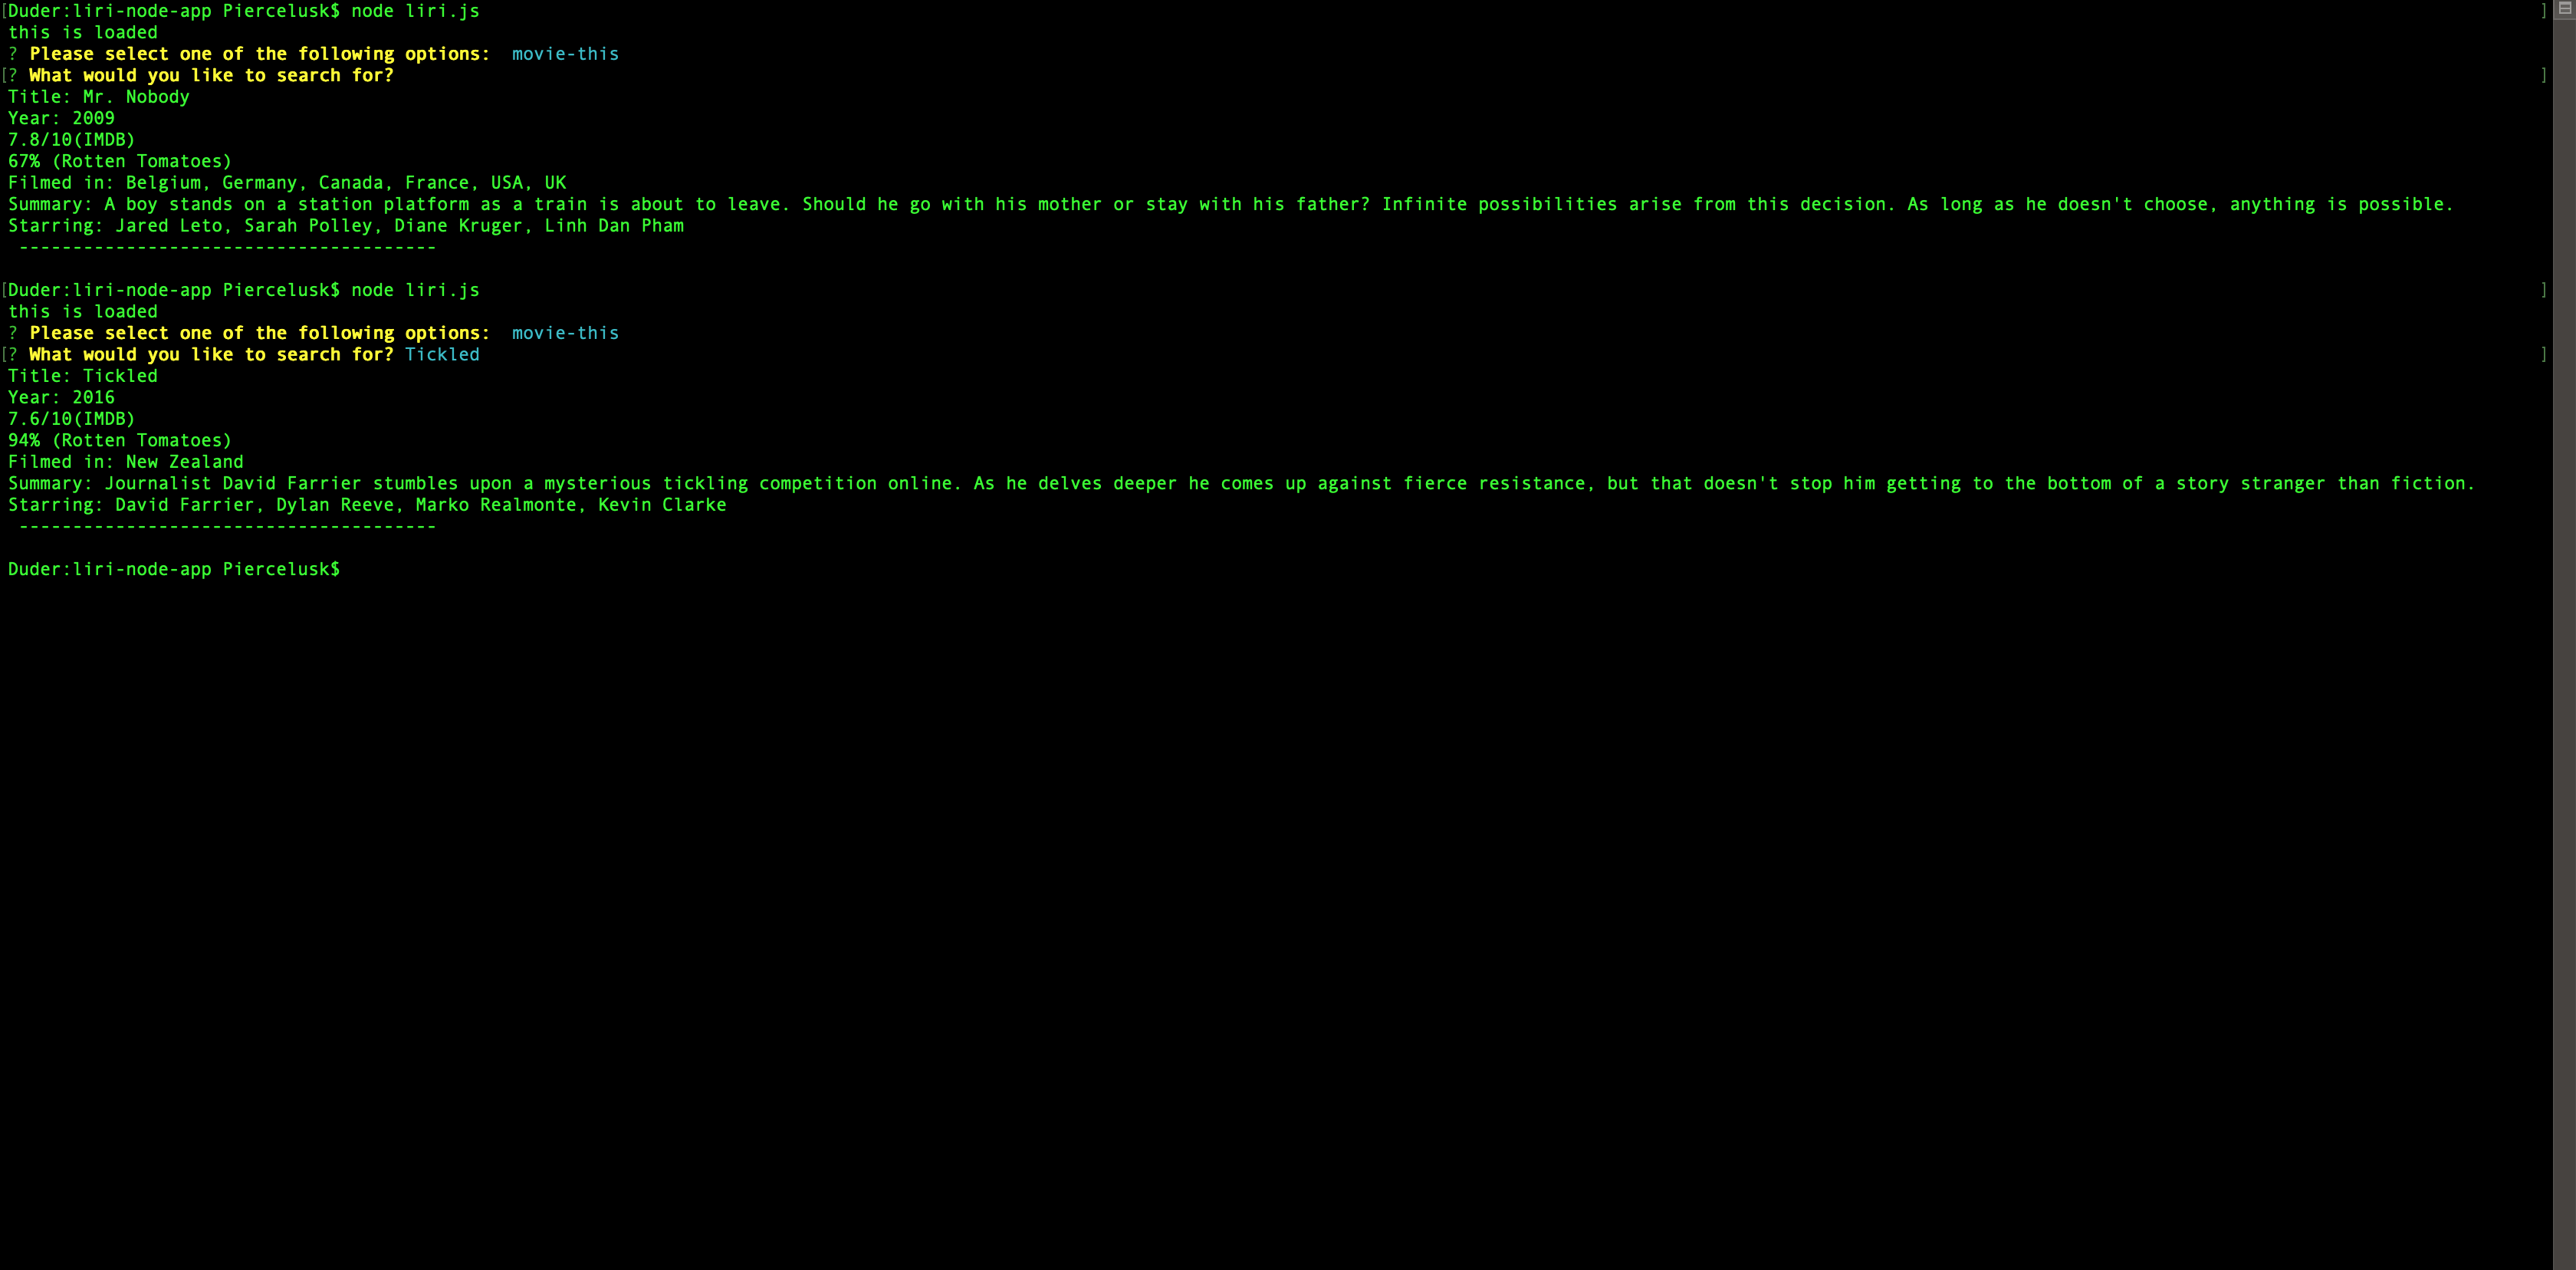 [Duder:liri-node-app Piercelusk$ node liri.js ]
this is loaded
? Please select one of the following options:  movie-this
[? What would you like to search for? ]
Title: Mr. Nobody
Year: 2009
7.8/10(IMDB)
67% (Rotten Tomatoes)
Filmed in: Belgium, Germany, Canada, France, USA, UK
Summary: A boy stands on a station platform as a train is about to leave. Should he go with his mother or stay with his father? Infinite possibilities arise from this decision. As long as he doesn't choose, anything is possible.
Starring: Jared Leto, Sarah Polley, Diane Kruger, Linh Dan Pham
---------------------------------------
[Duder:liri-node-app Piercelusk$ node liri.js ]
this is loaded
? Please select one of the following options:  movie-this
[? What would you like to search for? Tickled ]
Title: Tickled
Year: 2016
7.6/10(IMDB)
94% (Rotten Tomatoes)
Filmed in: New Zealand
Summary: Journalist David Farrier stumbles upon a mysterious tickling competition online. As he delves deeper he comes up against fierce resistance, but that doesn't stop him getting to the bottom of a story stranger than fiction.
Starring: David Farrier, Dylan Reeve, Marko Realmonte, Kevin Clarke
---------------------------------------
Duder:liri-node-app Piercelusk$